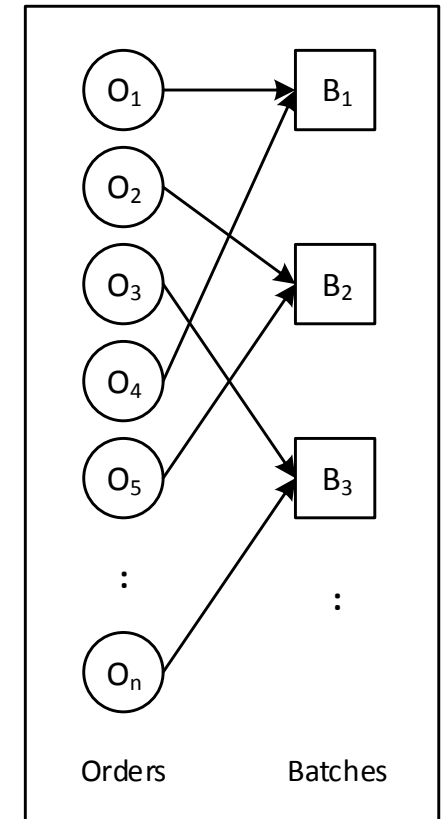 O₁ B₁
O₂
O₃ B₂
O₄
O₅ B₃
:
:
Oₙ
Orders Batches